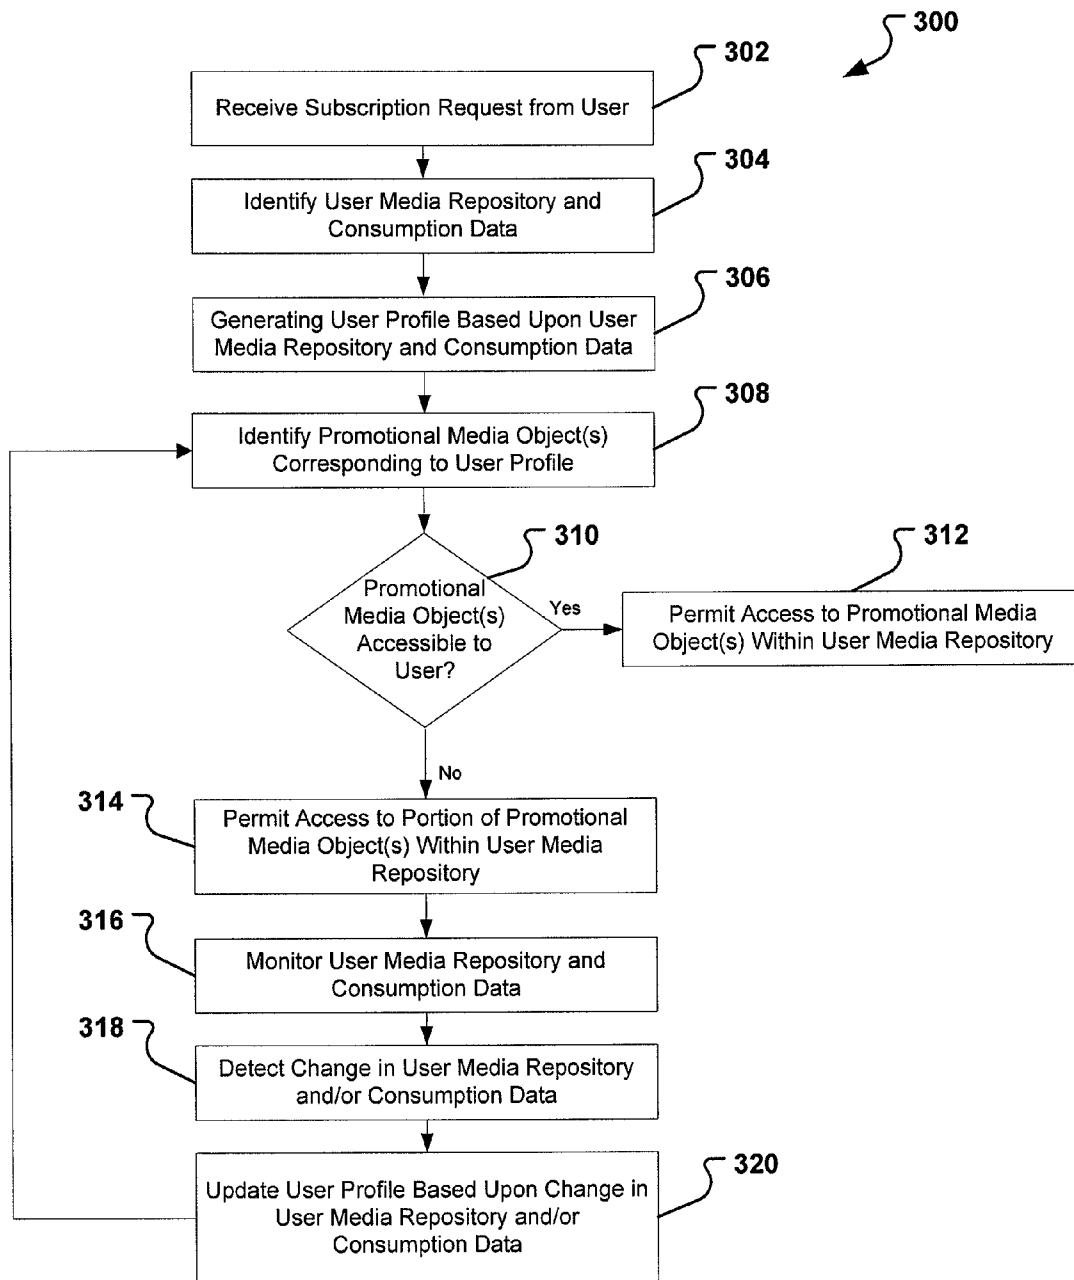 300
302
Receive Subscription Request from User
304
Identify User Media Repository and
Consumption Data
306
Generating User Profile Based Upon User
Media Repository and Consumption Data
308
Identify Promotional Media Object(s)
Corresponding to User Profile
310
Promotional
Media Object(s)
Accessible to
User?
Yes
312
Permit Access to Promotional Media
Object(s) Within User Media Repository
No
314
Permit Access to Portion of Promotional
Media Object(s) Within User Media
Repository
316
Monitor User Media Repository and
Consumption Data
318
Detect Change in User Media Repository
and/or Consumption Data
320
Update User Profile Based Upon Change in
User Media Repository and/or
Consumption Data